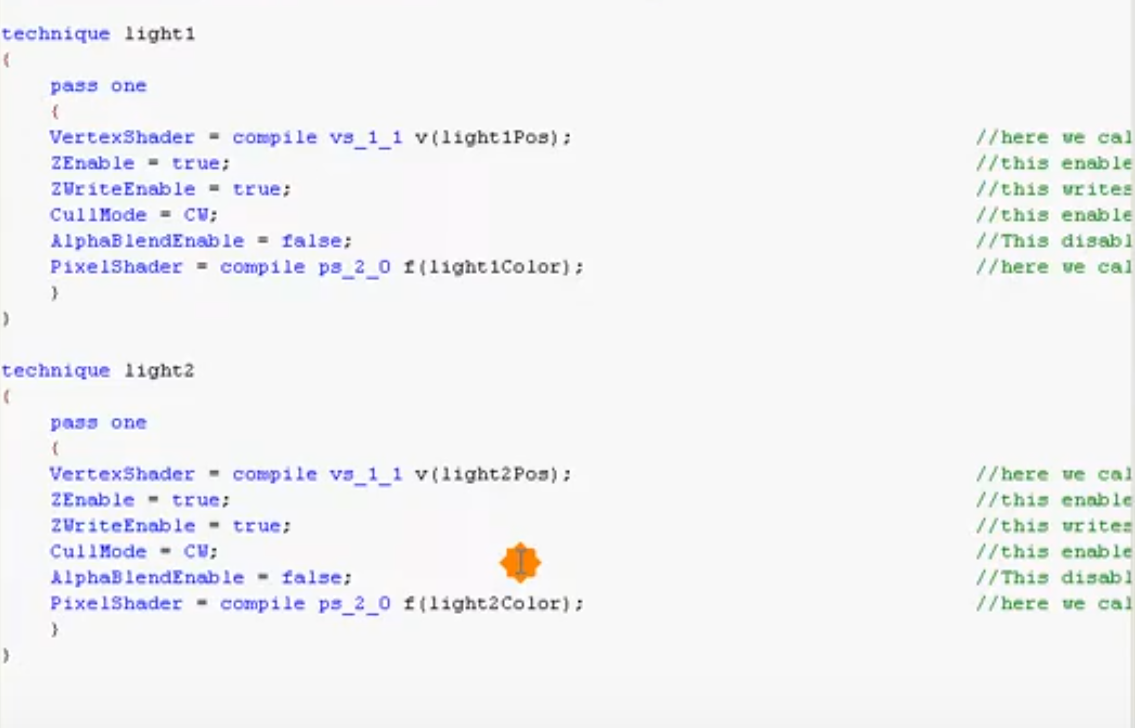 technique light1
{
pass one
{
VertexShader = compile vs_1_1 v(light1Pos); //here we cal
ZEnable = true; //this enable
ZWriteEnable = true; //this writes
CullMode = CW; //this enable
AlphaBlendEnable = false; //This disabl
PixelShader = compile ps_2_0 f(light1Color); //here we cal
}
}
technique light2
{
pass one
{
VertexShader = compile vs_1_1 v(light2Pos); //here we cal
ZEnable = true; //this enable
ZWriteEnable = true; //this writes
CullMode = CW; //this enable
AlphaBlendEnable = false; //This disabl
PixelShader = compile ps_2_0 f(light2Color); //here we cal
}
}